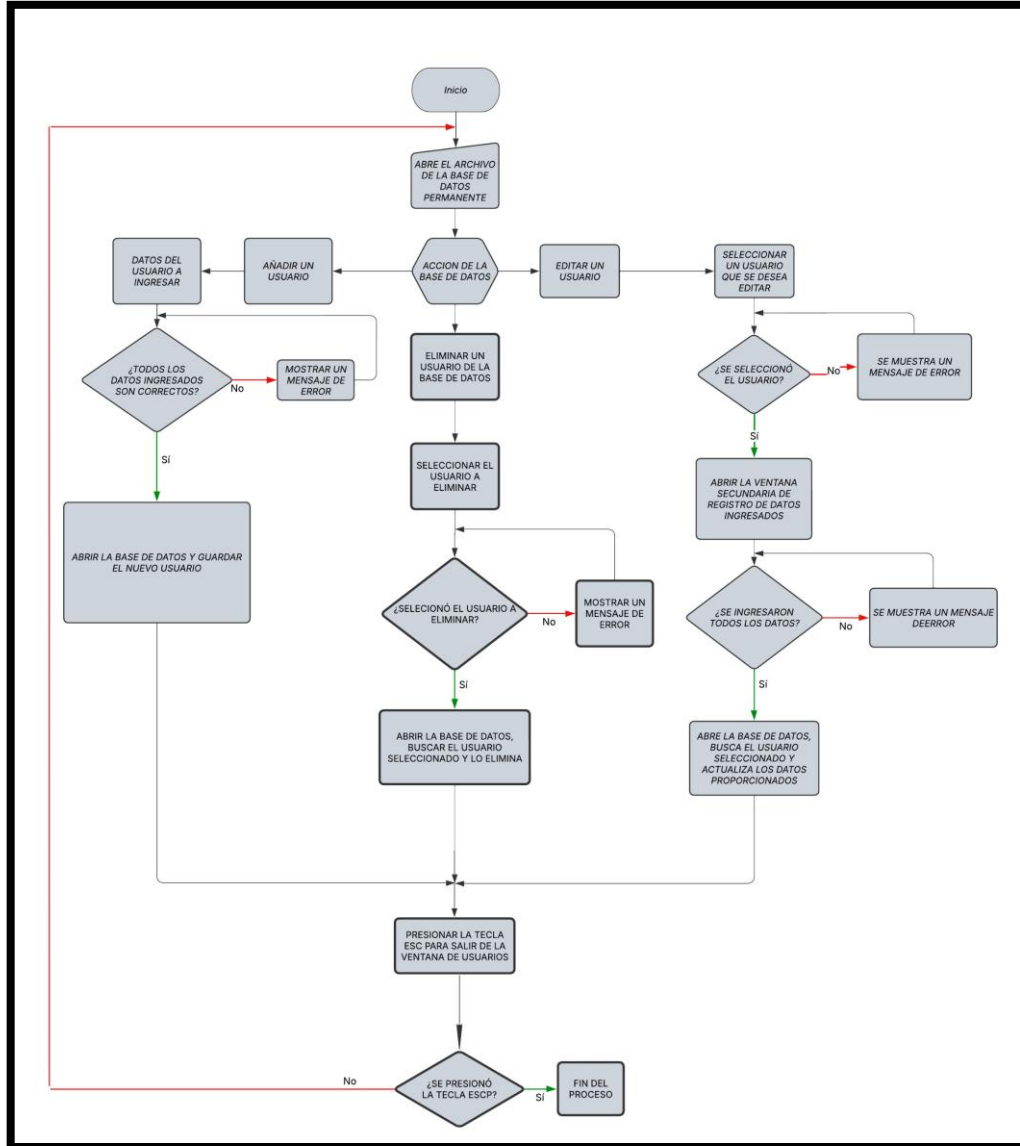 Inicio
ABRE EL ARCHIVO
DE LA BASE DE
DATOS
PERMANENTE
DATOS DEL
USUARIO A
INGRESAR
AÑADIR UN
USUARIO
ACCION DE LA
BASE DE DATOS
EDITAR UN
USUARIO
SELECCIONAR
UN USUARIO
QUE SE DESEA
EDITAR
¿TODOS LOS
DATOS INGRESADOS
SON CORRECTOS?
No
MOSTRAR UN
MENSAJE DE
ERROR
ELIMINAR UN
USUARIO DE LA
BASE DE DATOS
¿SE SELECCIONÓ
EL USUARIO?
No
SE MUESTRA UN
MENSAJE DE ERROR
Sí
Sí
SELECCIONAR EL
USUARIO A
ELIMINAR
ABRIR LA VENTANA
SECUNDARIA DE
REGISTRO DE DATOS
INGRESADOS
ABRIR LA BASE DE DATOS Y GUARDAR
EL NUEVO USUARIO
¿SELECIONÓ EL USUARIO A
ELIMINAR?
No
MOSTRAR UN
MENSAJE DE
ERROR
¿SE INGRESARON
TODOS LOS DATOS?
No
SE MUESTRA UN MENSAJE
DEERROR
Sí
Sí
ABRIR LA BASE DE DATOS,
BUSCAR EL USUARIO
SELECCIONADO Y LO ELIMINA
ABRE LA BASE DE DATOS,
BUSCA EL USUARIO
SELECCIONADO Y
ACTUALIZA LOS DATOS
PROPORCIONADOS
PRESIONAR LA TECLA
ESC PARA SALIR DE LA
VENTANA DE USUARIOS
No
¿SE PRESIONÓ
LA TECLA ESCP?
Sí
FIN DEL
PROCESO